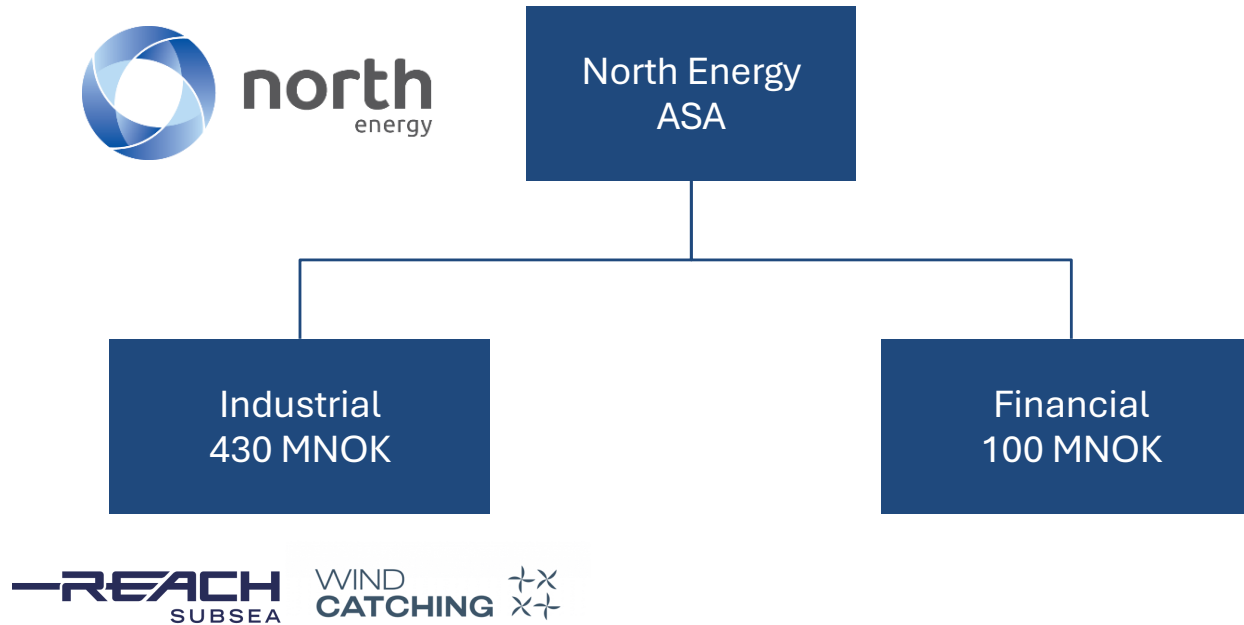 north
energy
North Energy
ASA
Industrial
430 MNOK
Financial
100 MNOK
REACH
SUBSEA
WIND
CATCHING